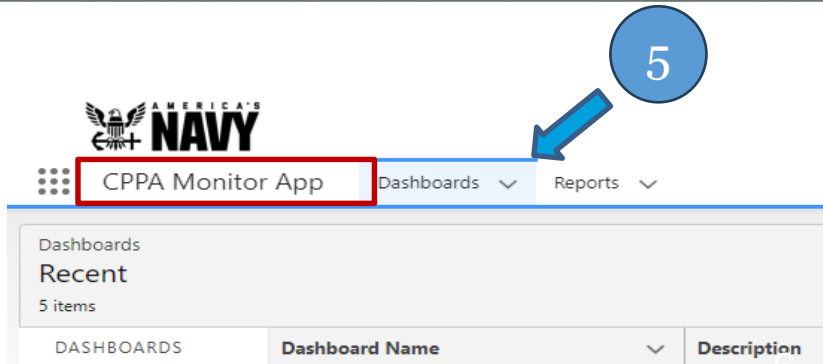 5
AMERICA'S
NAVY
CPPA Monitor App Dashboards Reports
Dashboards
Recent
5 items
DASHBOARDS Dashboard Name Description